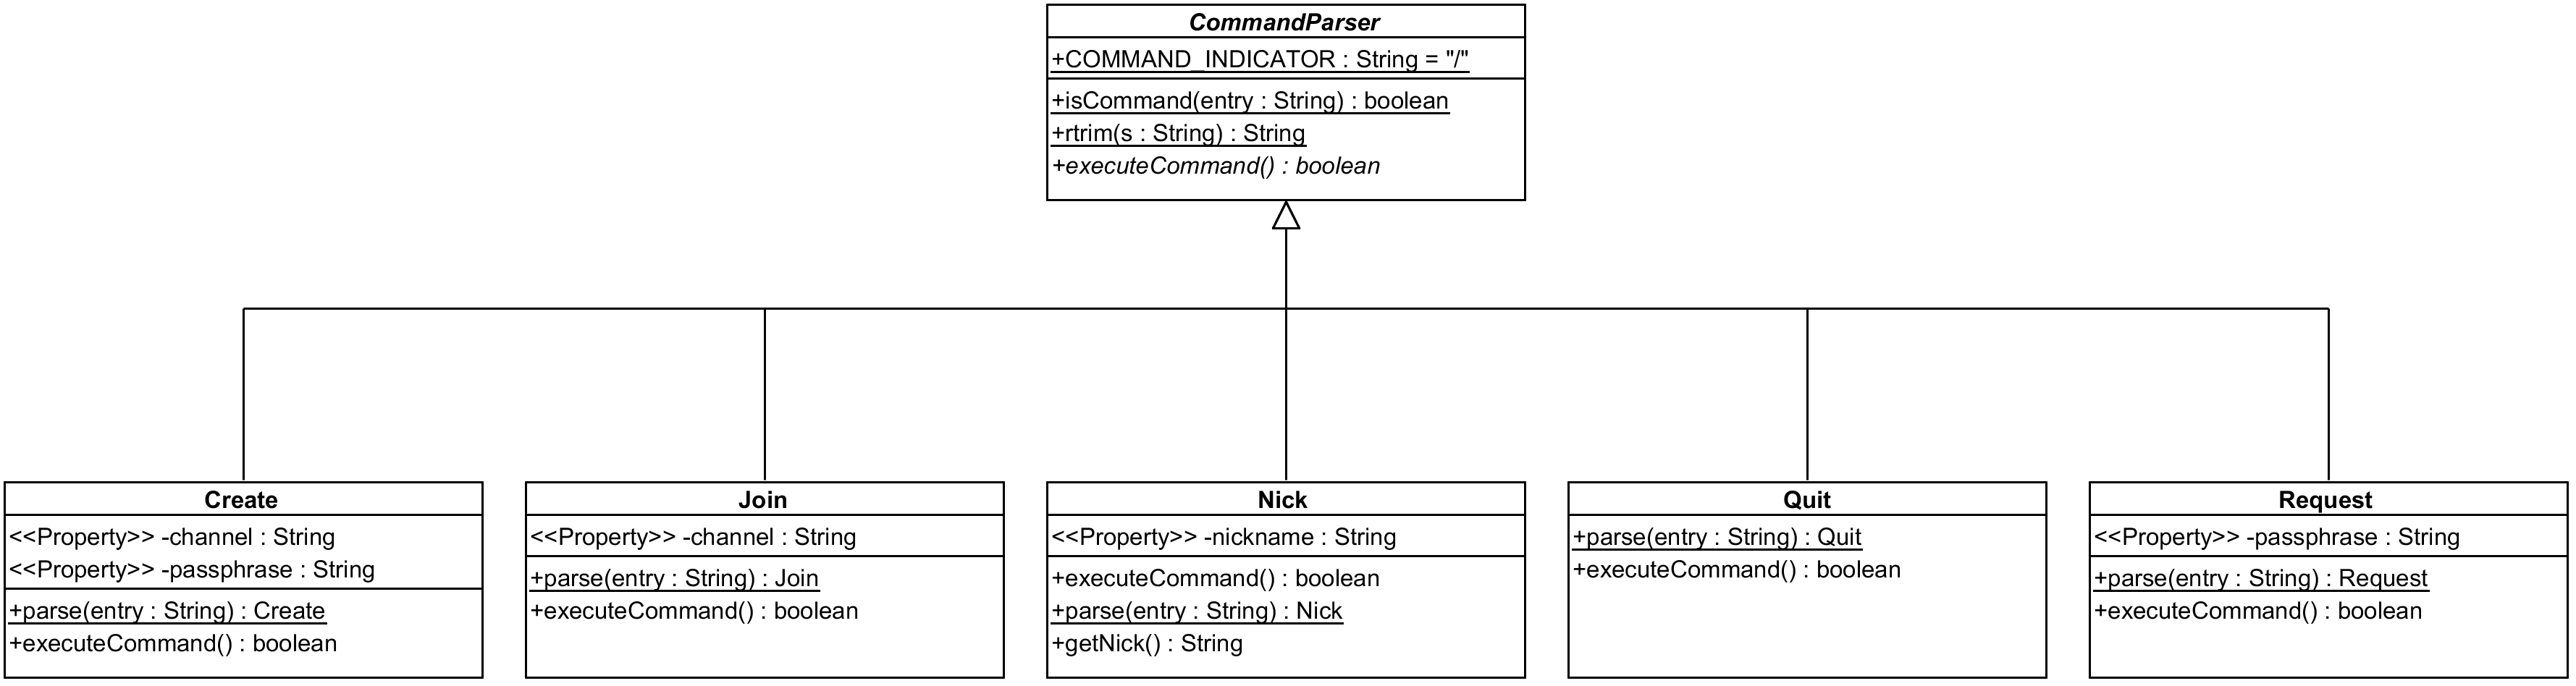 CommandParser
+COMMAND_INDICATOR : String = "/"
+isCommand(entry : String) : boolean
+rtrim(s : String) : String
+executeCommand() : boolean
Create
<<Property>> -channel : String
<<Property>> -passphrase : String
+parse(entry : String) : Create
+executeCommand() : boolean
Join
<<Property>> -channel : String
+parse(entry : String) : Join
+executeCommand() : boolean
Nick
<<Property>> -nickname : String
+executeCommand() : boolean
+parse(entry : String) : Nick
+getNick() : String
Quit
+parse(entry : String) : Quit
+executeCommand() : boolean
Request
<<Property>> -passphrase : String
+parse(entry : String) : Request
+executeCommand() : boolean